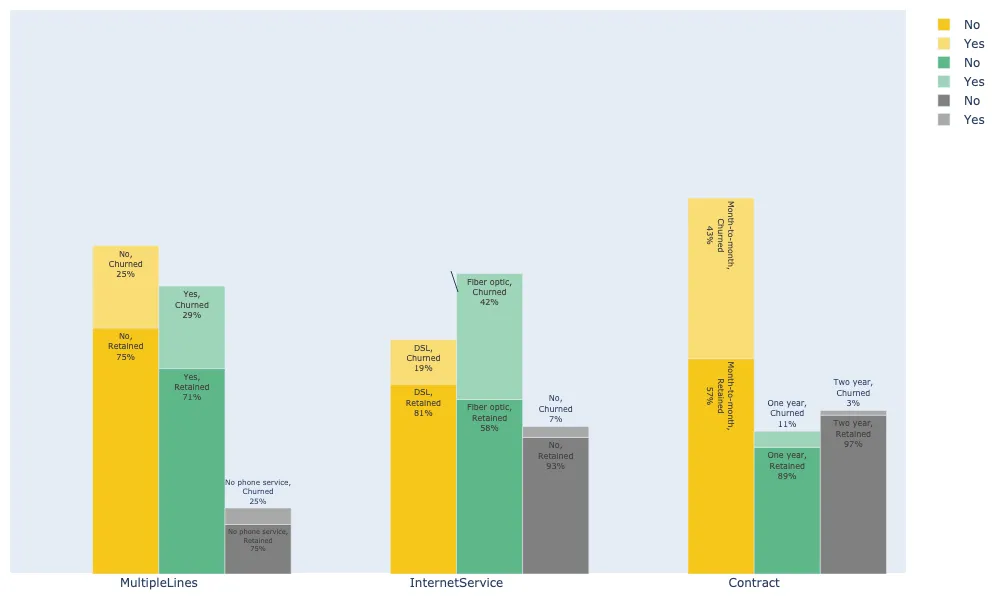 No
Yes
No
Yes
No
Yes
No,
Churned
25%
No,
Retained
75%
Yes,
Churned
29%
Yes,
Retained
71%
No phone service,
Churned
25%
No phone service,
Retained
75%
DSL,
Churned
19%
DSL,
Retained
81%
Fiber optic,
Churned
42%
Fiber optic,
Retained
58%
No,
Churned
7%
No,
Retained
93%
Month-to-month,
Churned
43%
Month-to-month,
Retained
57%
One year,
Churned
11%
One year,
Retained
89%
Two year,
Churned
3%
Two year,
Retained
97%
MultipleLines
InternetService
Contract